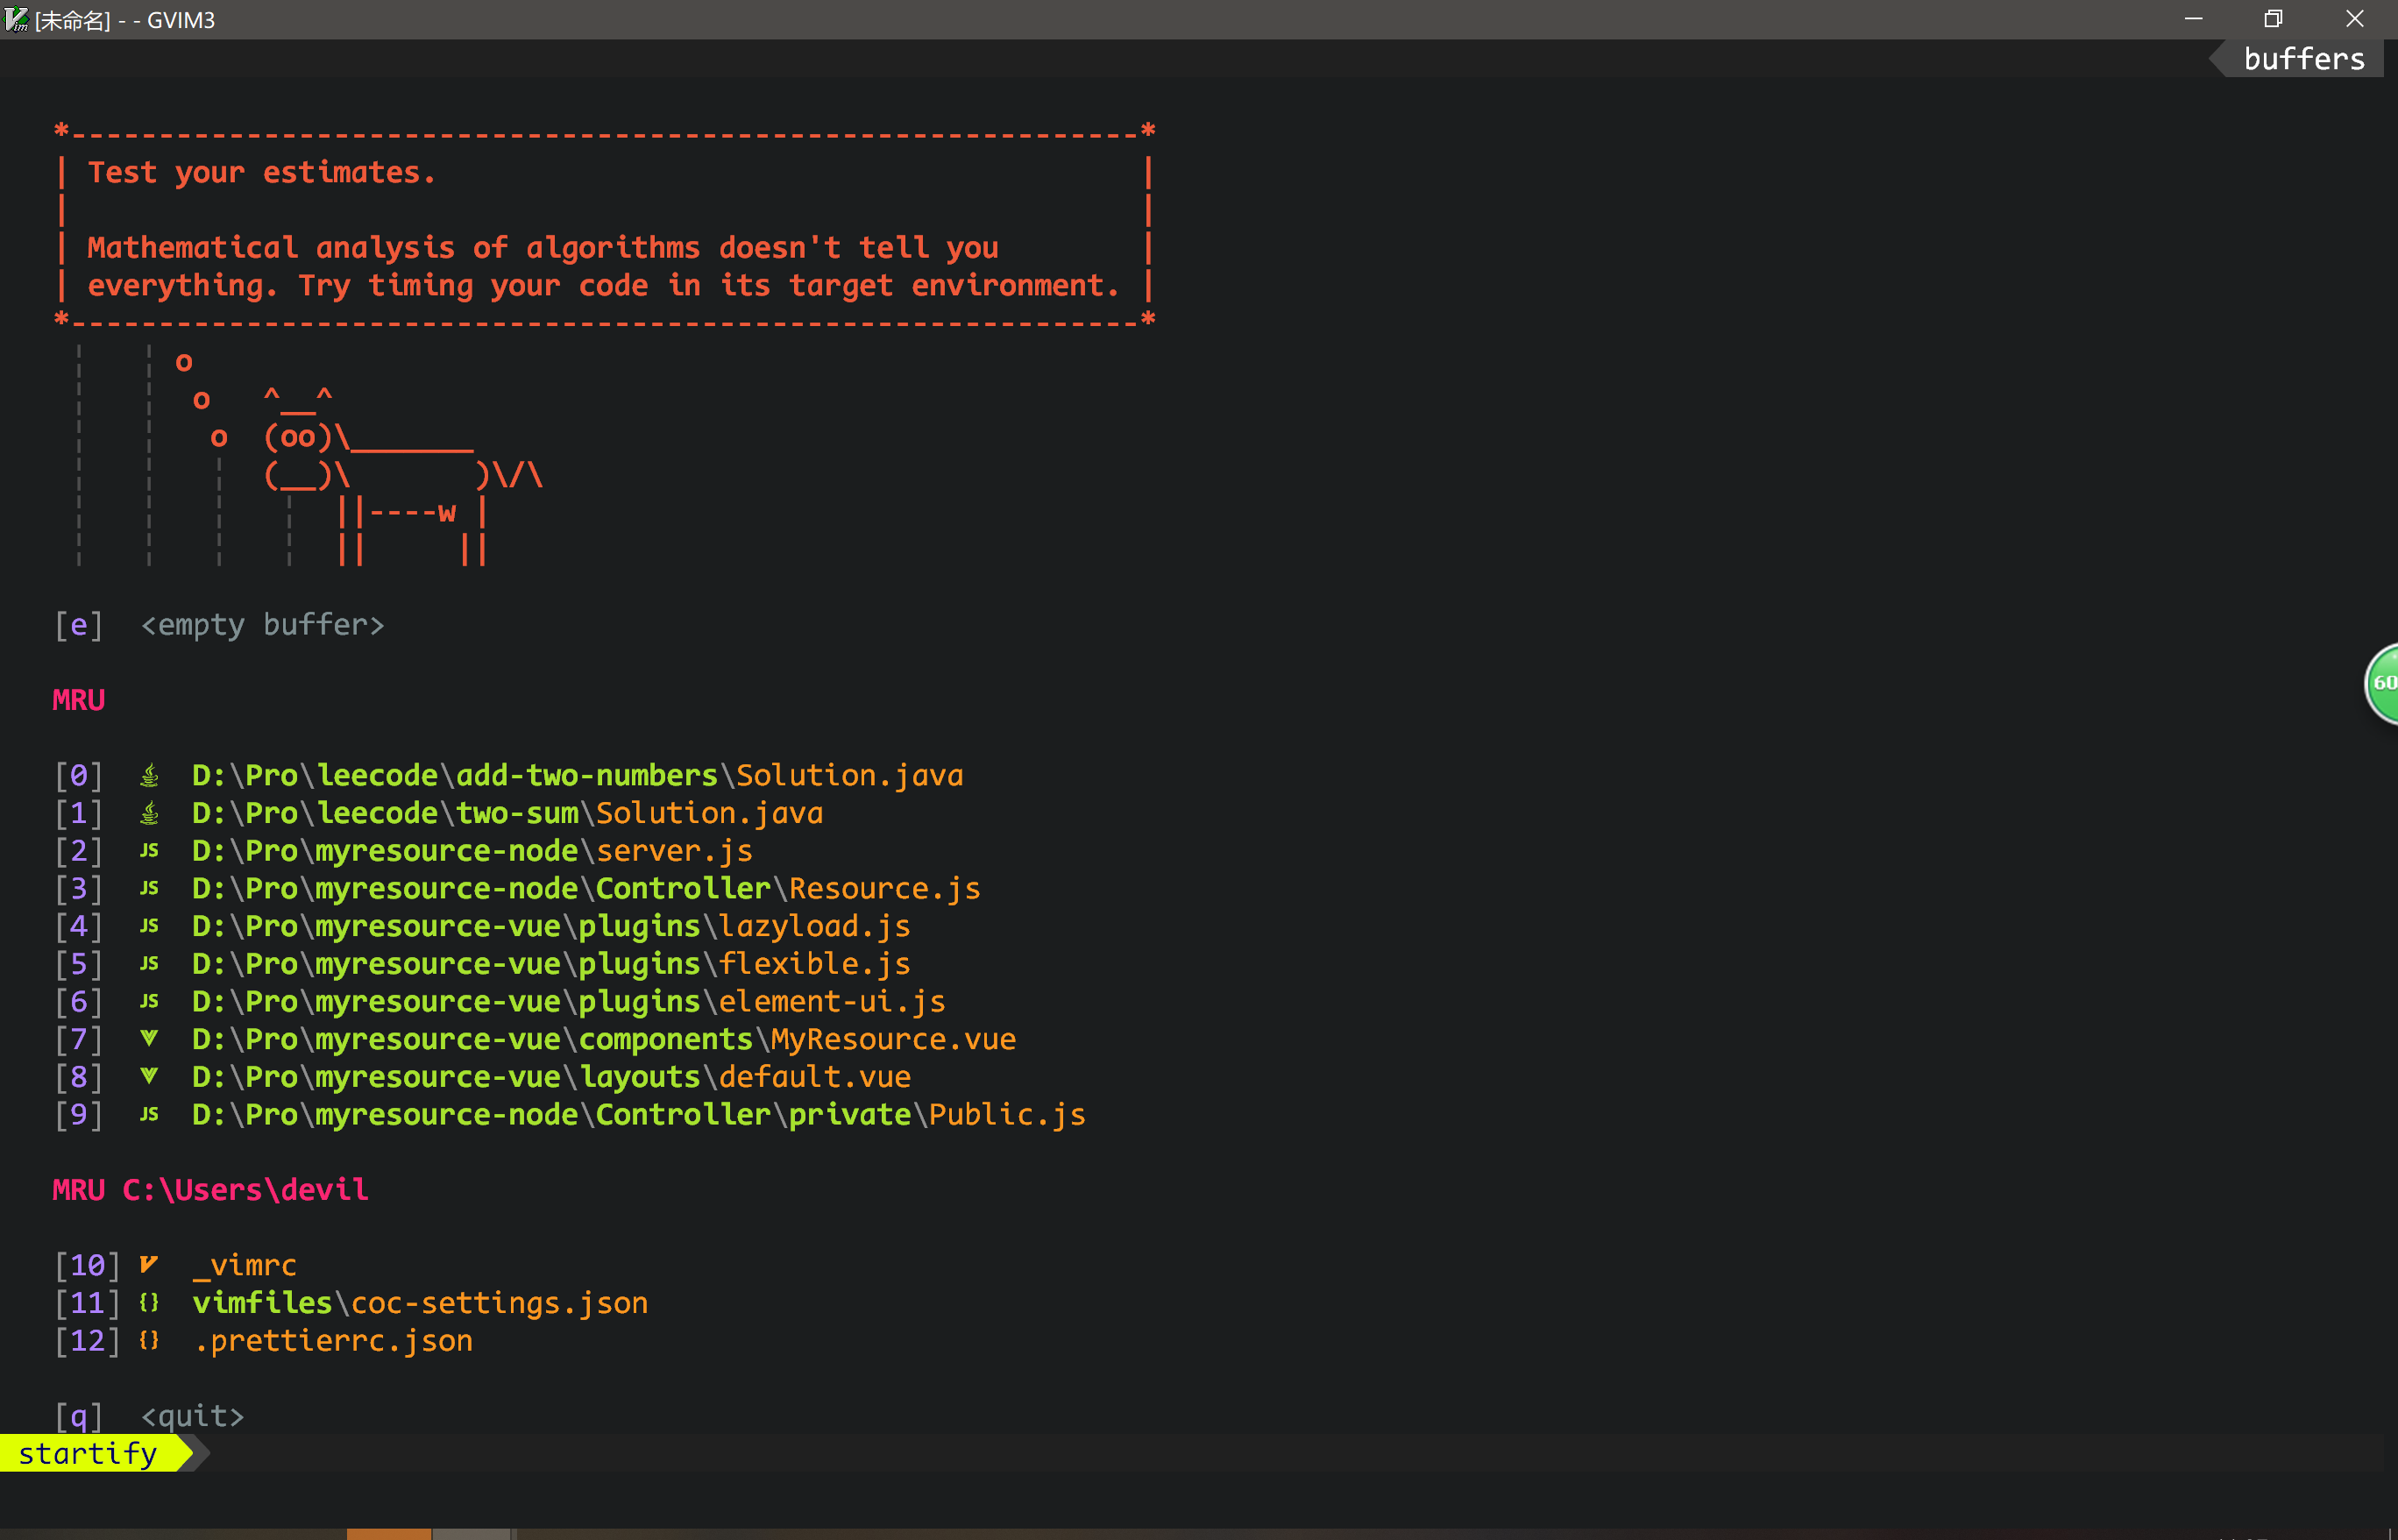 [未命名] - - GVIM3
buffers
*-------------------------------------------------------------*
| Test your estimates.                                        |
|                                                             |
| Mathematical analysis of algorithms doesn't tell you        |
| everything. Try timing your code in its target environment. |
*-------------------------------------------------------------*
       o
        o   ^__^
         o  (oo)\_______
            (__)\       )\/\
                ||----w |
                ||     ||
[e]  <empty buffer>
60
MRU
[0] D:\Pro\leecode\add-two-numbers\Solution.java
[1] D:\Pro\leecode\two-sum\Solution.java
[2] JS D:\Pro\myresource-node\server.js
[3] JS D:\Pro\myresource-node\Controller\Resource.js
[4] JS D:\Pro\myresource-vue\plugins\lazyload.js
[5] JS D:\Pro\myresource-vue\plugins\flexible.js
[6] JS D:\Pro\myresource-vue\plugins\element-ui.js
[7] D:\Pro\myresource-vue\components\MyResource.vue
[8] D:\Pro\myresource-vue\layouts\default.vue
[9] JS D:\Pro\myresource-node\Controller\private\Public.js
MRU C:\Users\devil
[10] _vimrc
[11] {} vimfiles\coc-settings.json
[12] {} .prettierrc.json
[q]  <quit>
startify